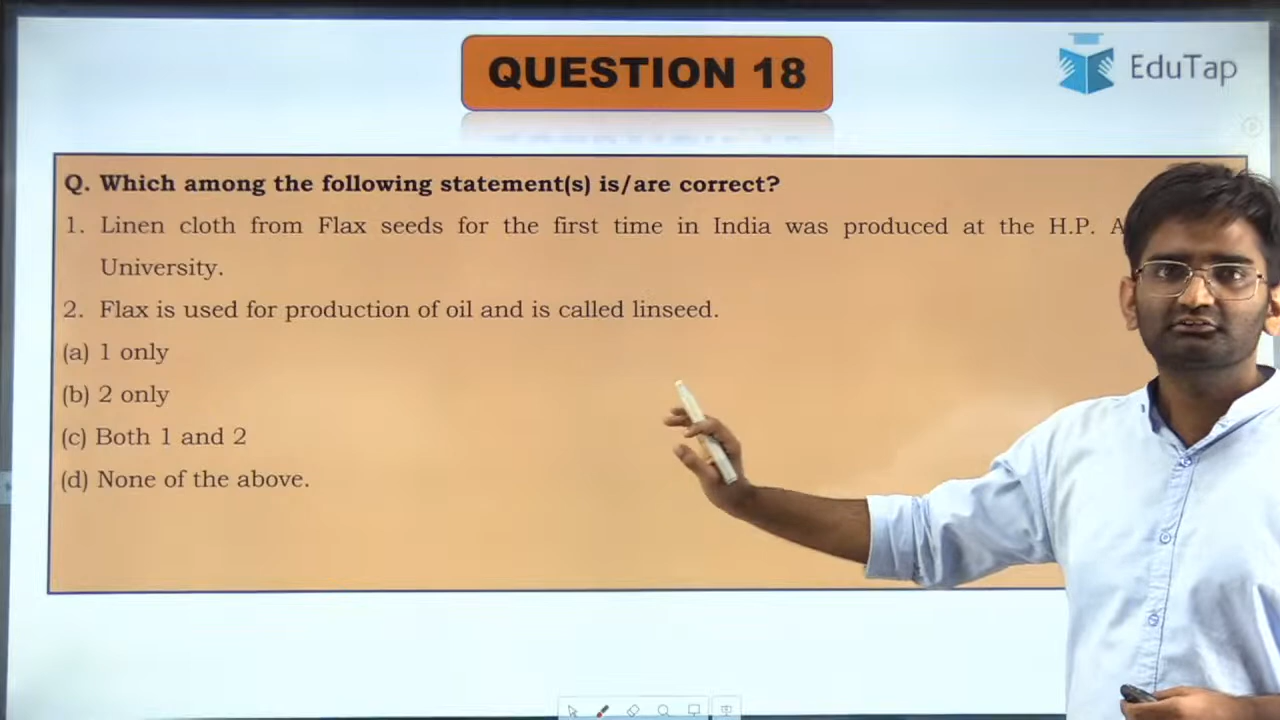 QUESTION 18
EduTap
Q. Which among the following statement(s) is/are correct?
1. Linen cloth from Flax seeds for the first time in India was produced at the H.P.
University.
2. Flax is used for production of oil and is called linseed.
(a) 1 only
(b) 2 only
(c) Both 1 and 2
(d) None of the above.